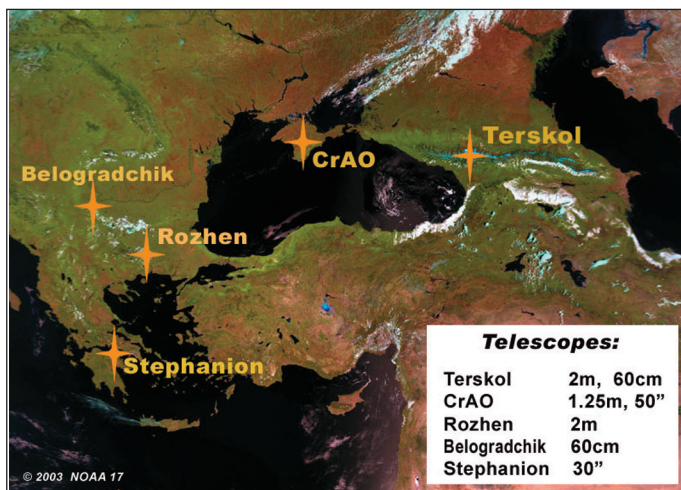 Terskol
CrAO
Belogradchik
Rozhen
Stephanion
Telescopes:
Terskol 2m, 60cm
CrAO 1.25m, 50”
Rozhen 2m
Belogradchik 60cm
Stephanion 30”
© 2003 NOAA 17